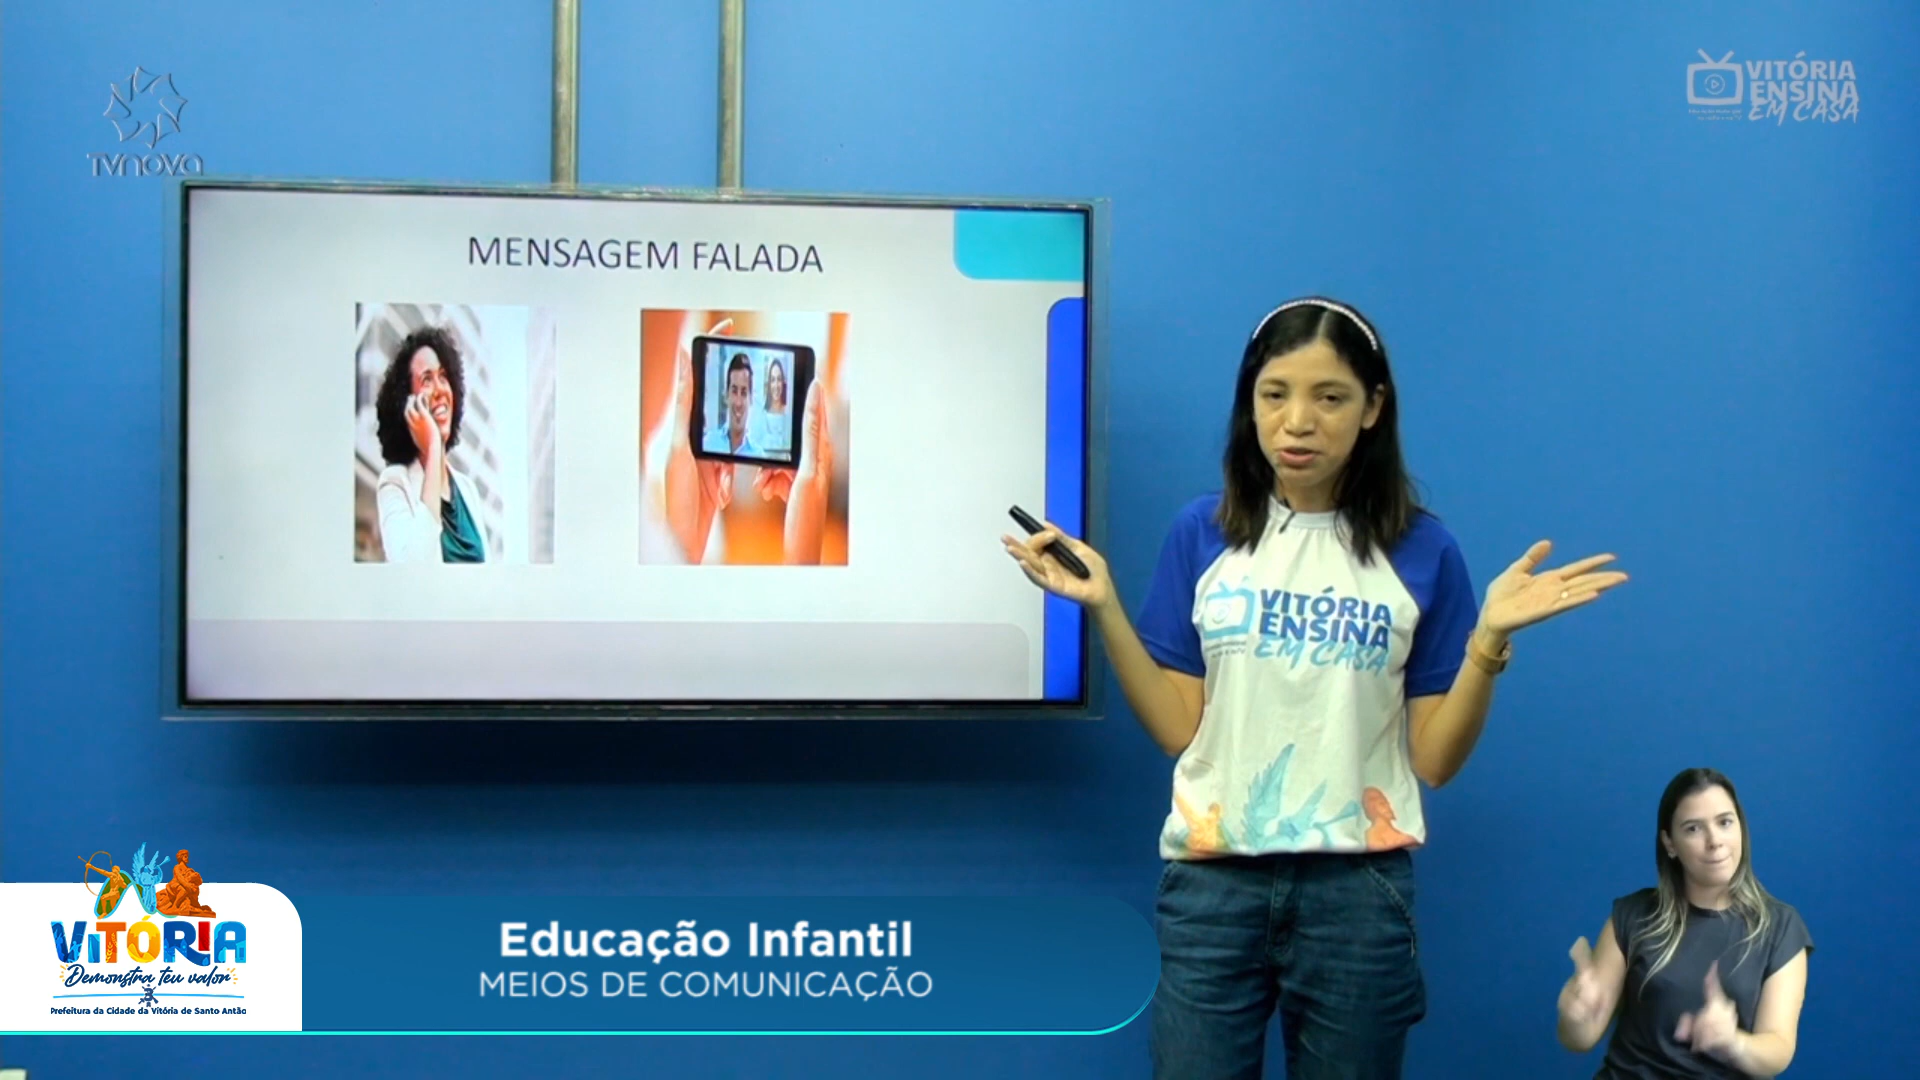 TVNOVA
VITÓRIA
ENSINA
EM CASA
MENSAGEM FALADA
VITÓRIA
ENSINA
EM CASA
VITÓRIA
Demonstra teu valor
Prefeitura da Cidade da Vitória de Santo Antão
Educação Infantil
MEIOS DE COMUNICAÇÃO